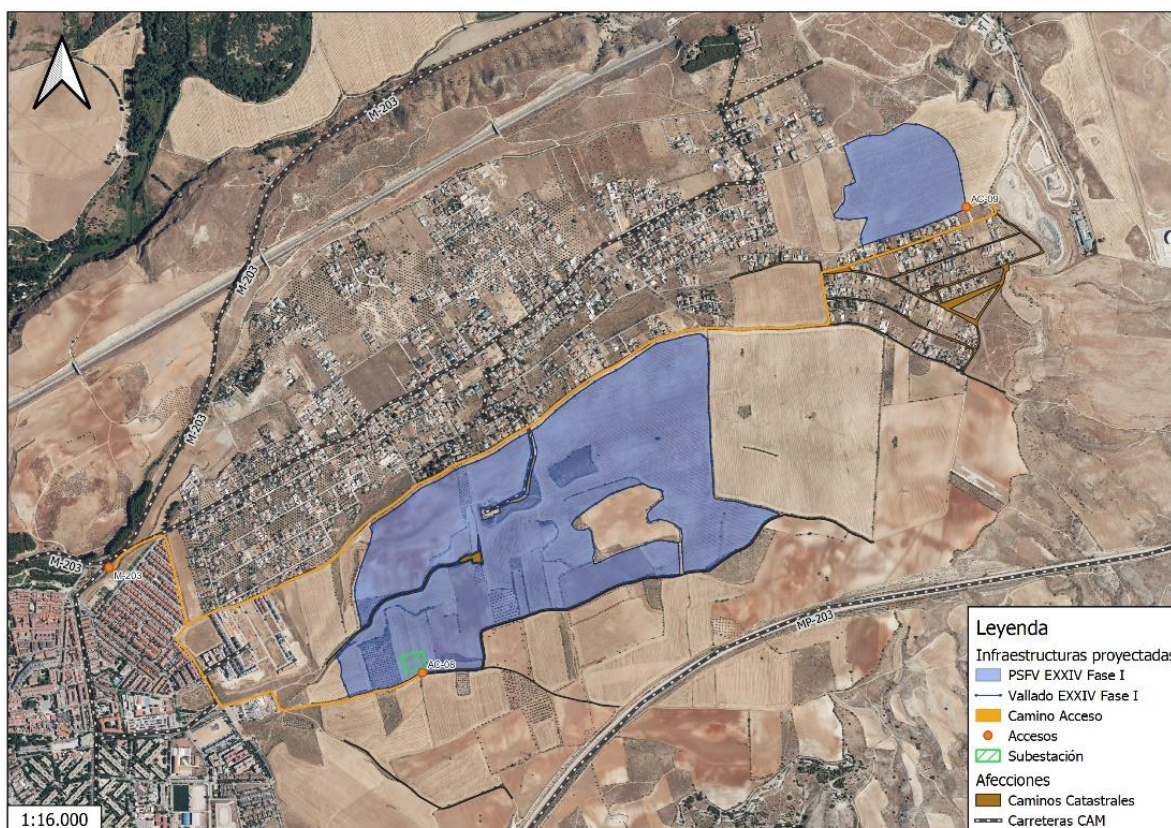 M-203
M-203
AC-09
M-203
M-203
M-203
M-203
AC-08
MP-203
Leyenda
Infraestructuras proyectadas
PSFV EXXIV Fase I
Vallado EXXIV Fase I
Camino Acceso
Accesos
Subestación
Afecciones
Caminos Catastrales
Carreteras CAM
1:16.000